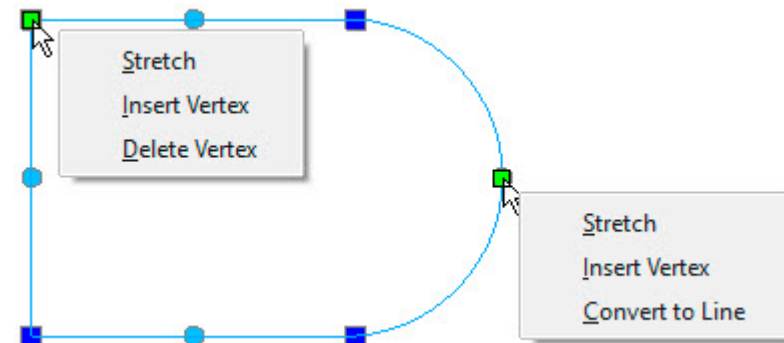 Stretch
Insert Vertex
Delete Vertex
Stretch
Insert Vertex
Convert to Line